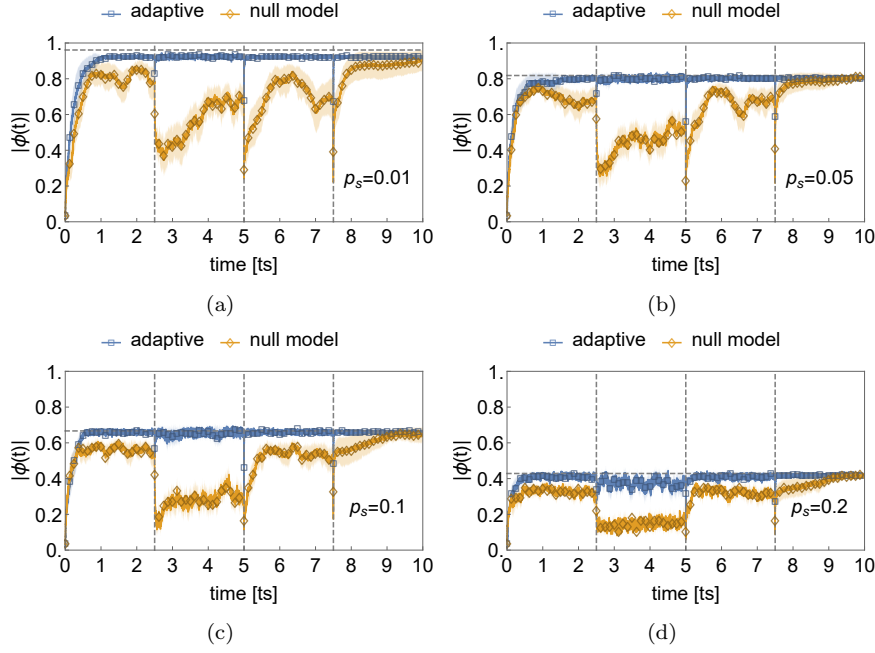 adaptive null model adaptive null model
1.
0.8
0.6
0.4
0.2
0.
|ϕ(t)|
p_s=0.01
0 1 2 3 4 5 6 7 8 9 10
time [ts]
(a)
1.
0.8
0.6
0.4
0.2
0.
|ϕ(t)|
p_s=0.05
0 1 2 3 4 5 6 7 8 9 10
time [ts]
(b)
adaptive null model adaptive null model
1.
0.8
0.6
0.4
0.2
0.
|ϕ(t)|
p_s=0.1
0 1 2 3 4 5 6 7 8 9 10
time [ts]
(c)
1.
0.8
0.6
0.4
0.2
0.
|ϕ(t)|
p_s=0.2
0 1 2 3 4 5 6 7 8 9 10
time [ts]
(d)